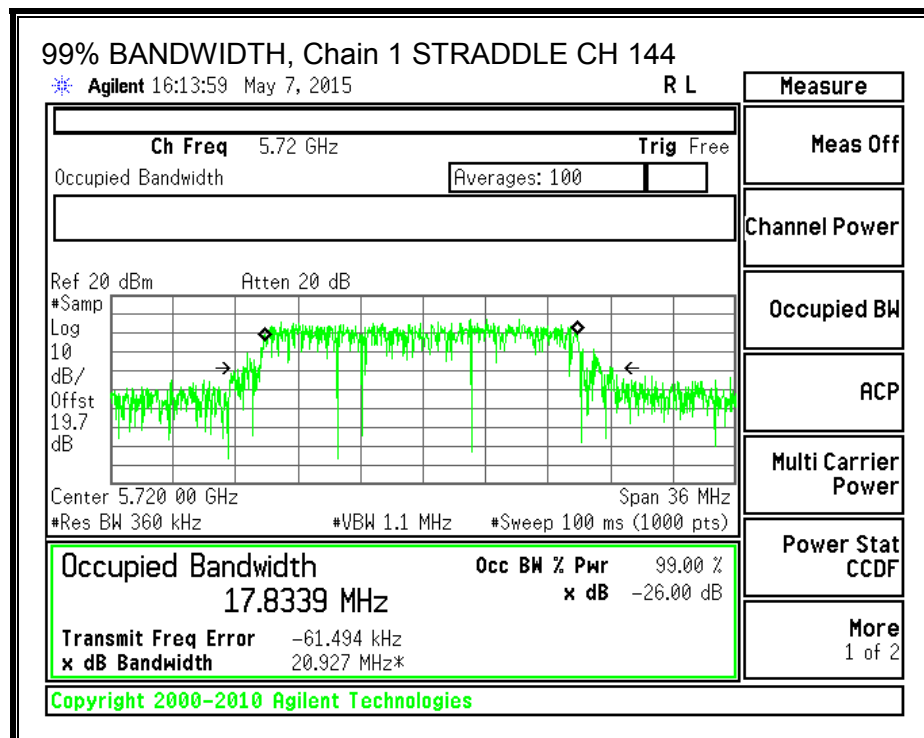 99% BANDWIDTH, Chain 1 STRADDLE CH 144
Agilent 16:13:59 May 7, 2015 R L
Measure
Ch Freq 5.72 GHz Trig Free
Meas Off
Occupied Bandwidth Averages: 100
Channel Power
Ref 20 dBm Atten 20 dB
#Samp
Log
10
dB/
Offst
19.7
dB
Occupied BW
ACP
Center 5.720 00 GHz Span 36 MHz
#Res BW 360 kHz #VBW 1.1 MHz #Sweep 100 ms (1000 pts)
Multi Carrier
Power
Occupied Bandwidth Occ BW % Pwr 99.00 %
17.8339 MHz x dB -26.00 dB
Power Stat
CCDF
Transmit Freq Error -61.494 kHz
x dB Bandwidth 20.927 MHz*
More
1 of 2
Copyright 2000-2010 Agilent Technologies